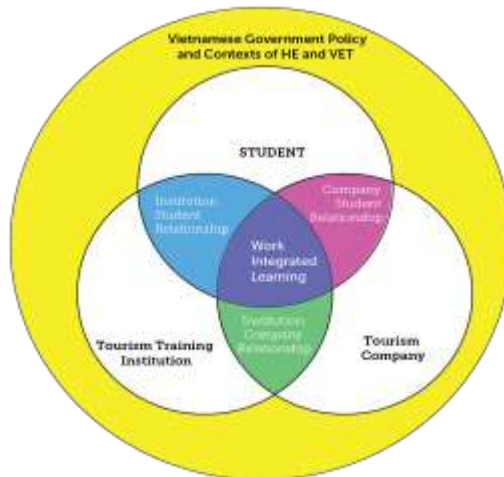 Vietnamese Government Policy
and Contexts of HE and VET
STUDENT
Institution
Student
Relationship
Company
Student
Relationship
Work
Integrated
Learning
Institution
Company
Relationship
Tourism Training
Institution
Tourism
Company